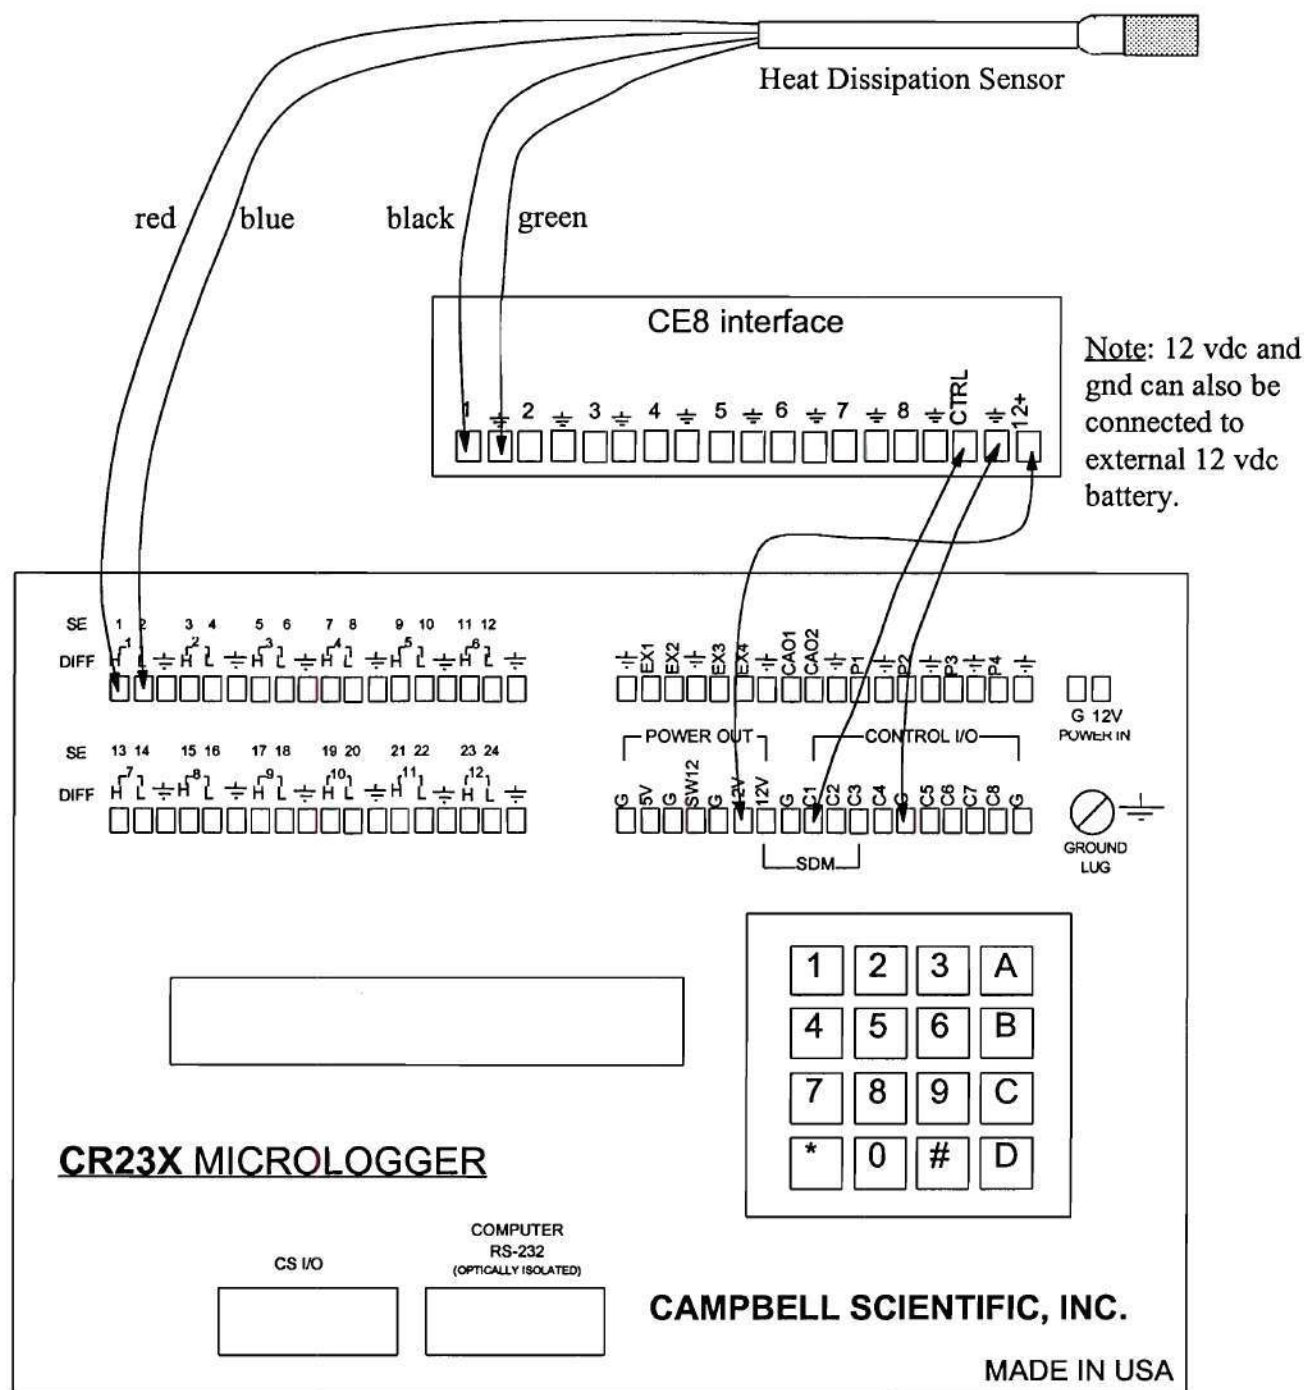 Heat Dissipation Sensor
red blue black green
CE8 interface
1 ⏚ 2 ⏚ 3 ⏚ 4 ⏚ 5 ⏚ 6 ⏚ 7 ⏚ 8 ⏚ CTRL ⏚ 12+
Note: 12 vdc and
gnd can also be
connected to
external 12 vdc
battery.
SE 1 2 3 4 5 6 7 8 9 10 11 12
1 2 3 4 5 6
DIFF H L ⏚ H L ⏚ H L ⏚ H L ⏚ H L ⏚ H L ⏚
⏚ EX1 EX2 ⏚ EX3 EX4 ⏚ CAO1 CAO2 ⏚ P1 ⏚ P2 ⏚ P3 ⏚ P4 ⏚
G 12V
POWER IN
POWER OUT CONTROL I/O
SE 13 14 15 16 17 18 19 20 21 22 23 24
7 8 9 10 11 12
DIFF H L ⏚ H L ⏚ H L ⏚ H L ⏚ H L ⏚ H L ⏚
G 5V G SW12 G 12V 12V G C1 C2 C3 C4 G C5 C6 C7 C8 G
SDM
GROUND
LUG
1 2 3 A
4 5 6 B
7 8 9 C
* 0 # D
CR23X MICROLOGGER
CS I/O
COMPUTER
RS-232
(OPTICALLY ISOLATED)
CAMPBELL SCIENTIFIC, INC.
MADE IN USA